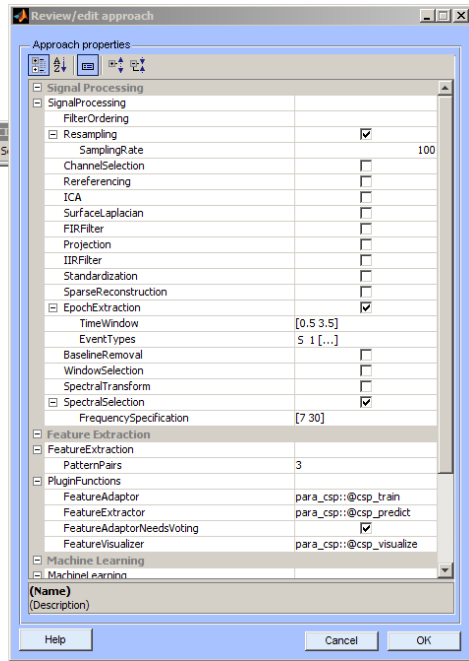 Review/edit approach
Approach properties
Signal Processing
SignalProcessing
FilterOrdering
Resampling
SamplingRate 100
ChannelSelection
Rereferencing
ICA
SurfaceLaplacian
FIRFilter
Projection
IIRFilter
Standardization
SparseReconstruction
EpochExtraction
TimeWindow [0.5 3.5]
EventTypes S 1 [...]
BaselineRemoval
WindowSelection
SpectralTransform
SpectralSelection
FrequencySpecification [7 30]
Feature Extraction
FeatureExtraction
PatternPairs 3
PluginFunctions
FeatureAdaptor para_csp::@csp_train
FeatureExtractor para_csp::@csp_predict
FeatureAdaptorNeedsVoting
FeatureVisualizer para_csp::@csp_visualize
Machine Learning
MachineLearning
(Name)
(Description)
Help Cancel OK